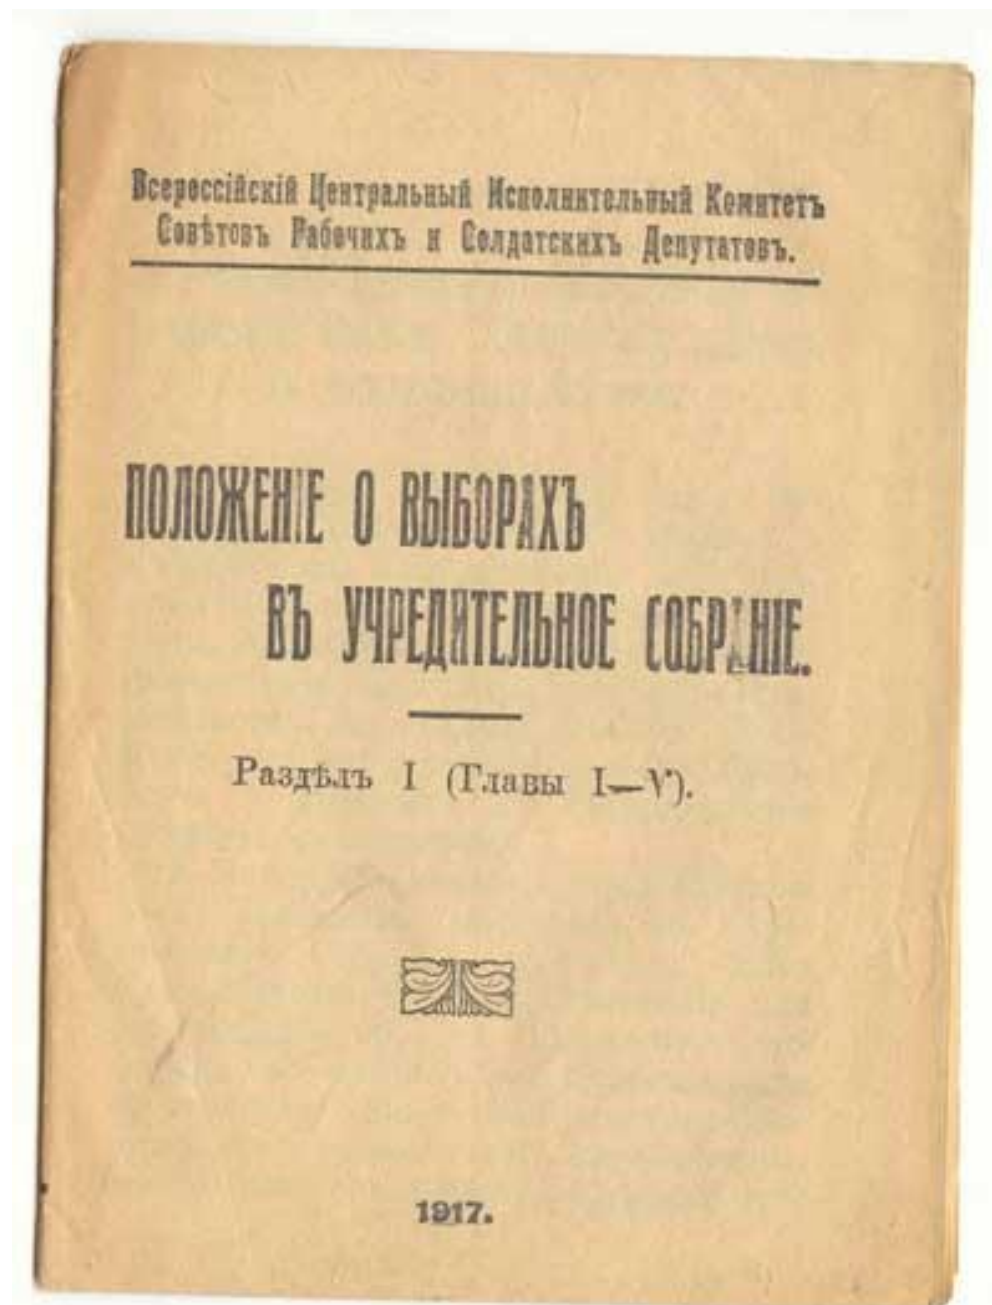 Всероссійскій Центральный Исполнительный Комитетъ
Совѣтовъ Рабочихъ и Солдатскихъ Депутатовъ.
ПОЛОЖЕНІЕ О ВЫБОРАХЪ
ВЪ УЧРЕДИТЕЛЬНОЕ СОБРАНІЕ.
Раздѣлъ I (Главы I—V).
1917.